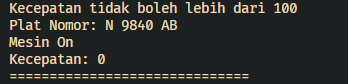 Kecepatan tidak boleh lebih dari 100
Plat Nomor: N 9840 AB
Mesin On
Kecepatan: 0
==============================